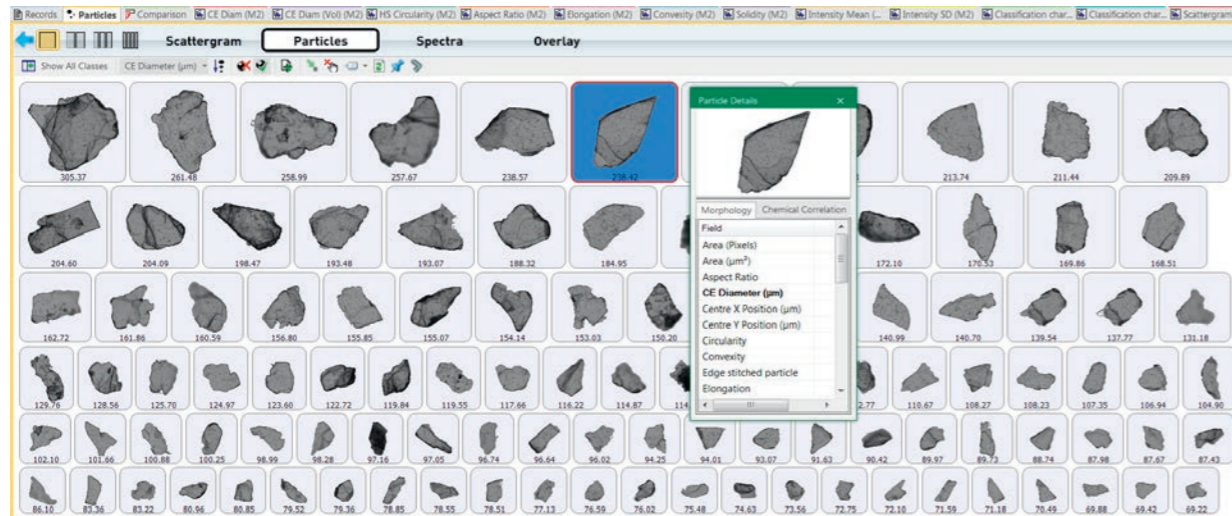 Records Particles Comparison CE Diam (M2) CE Diam (Vol) (M2) HS Circularity (M2) Aspect Ratio (M2) Elongation (M2) Convexity (M2) Solidity (M2) Intensity Mean (... Intensity SD (M2) Classification char... Classification char... Scattergram
Scattergram Particles Spectra Overlay
Show All Classes CE Diameter (µm)
Particle Details ×
305.37 261.48 258.99 257.67 238.57 238.42 213.74 211.44 209.89
Morphology Chemical Correlation
Field
Area (Pixels)
Area (µm²)
Aspect Ratio
CE Diameter (µm)
Centre X Position (µm)
Centre Y Position (µm)
Circularity
Convexity
Edge stitched particle
Elongation
204.60 204.09 198.47 193.48 193.07 188.32 184.95 172.10 170.53 169.86 168.51
162.72 161.86 160.59 156.80 155.85 155.07 154.14 153.03 150.20 140.99 140.70 139.54 137.77 131.18
129.76 128.56 125.70 124.97 123.60 122.72 119.84 119.55 117.66 116.22 114.87 110.67 108.27 108.23 107.35 106.94 104.90
102.10 101.66 100.88 100.25 98.99 98.28 97.16 97.05 96.74 96.64 96.02 94.25 94.01 93.07 91.63 90.42 89.97 89.73 88.74 87.98 87.67 87.43
86.10 83.36 83.22 80.96 80.85 79.52 79.36 78.85 78.55 78.51 77.13 76.59 76.02 75.48 74.63 73.56 72.75 72.10 71.59 71.18 70.49 69.88 69.42 69.22